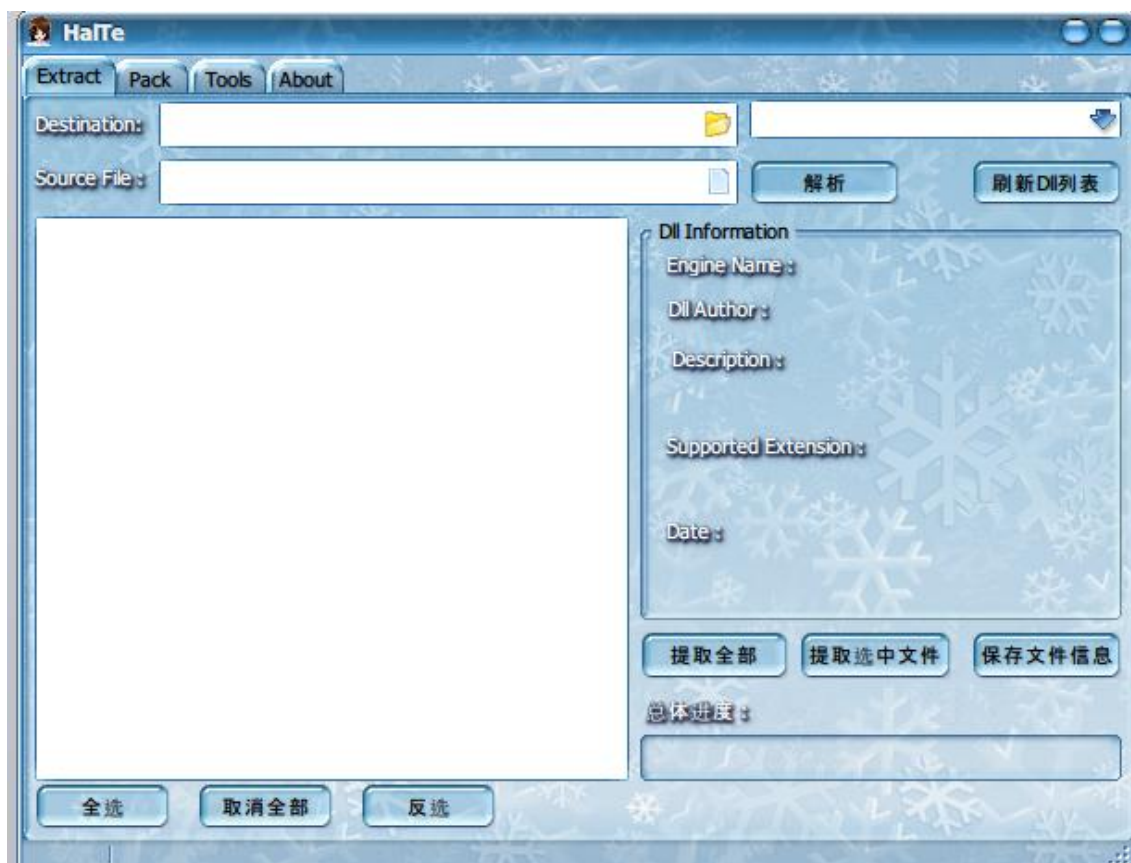 HalTe
Extract Pack Tools About
Destination:
Source File :
解析
刷新Dll列表
Dll Information
Engine Name :
Dll Author :
Description :
Supported Extension :
Date :
提取全部
提取选中文件
保存文件信息
总体进度 :
全选
取消全部
反选